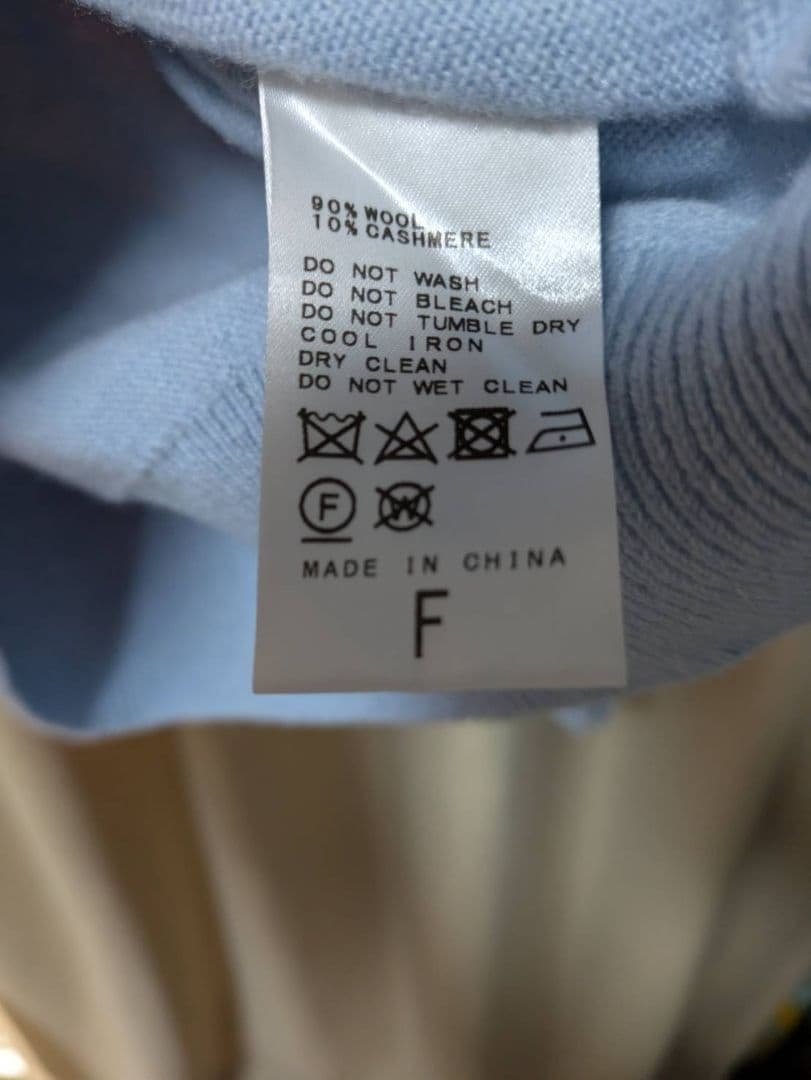 90% WOOL
10% CASHMERE
DO NOT WASH
DO NOT BLEACH
DO NOT TUMBLE DRY
COOL IRON
DRY CLEAN
DO NOT WET CLEAN
F W
MADE IN CHINA
F